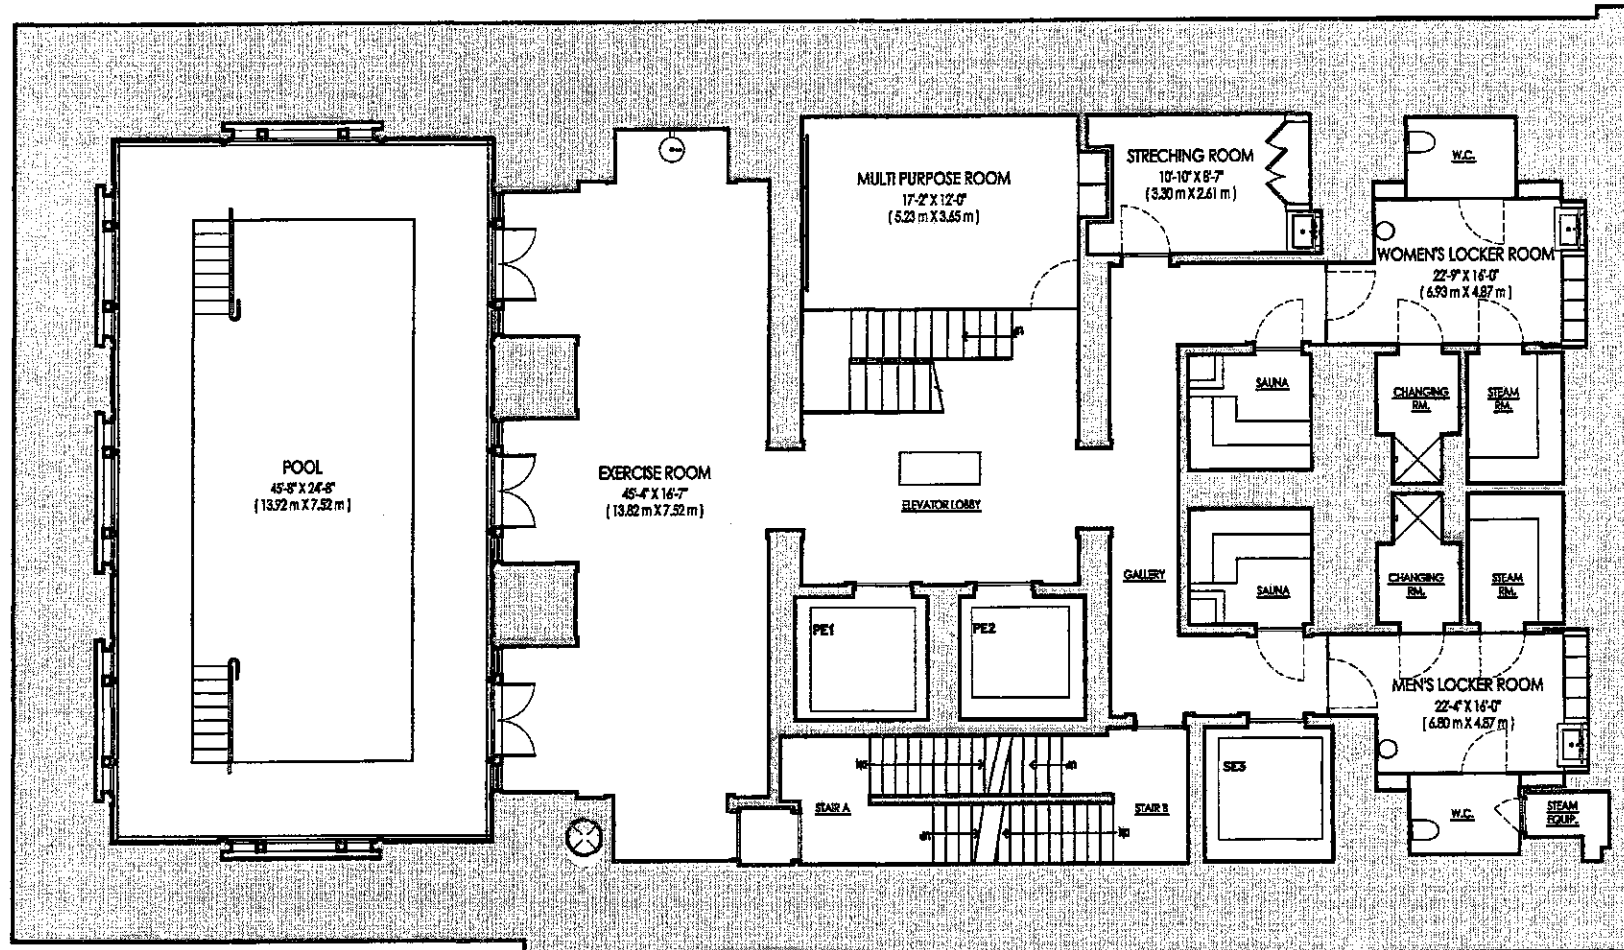 STRECHING ROOM
10'-10" X 8'-7"
( 3.30 m X 2.61 m )
W.C.
MULTI PURPOSE ROOM
17'-2" X 12'-0"
( 5.23 m X 3.65 m )
WOMEN'S LOCKER ROOM
22'-9" X 16'-0"
( 6.93 m X 4.87 m )
SAUNA
CHANGING
RM.
STEAM
RM.
POOL
45'-8" X 24'-8"
( 13.92 m X 7.52 m )
EXERCISE ROOM
45'-4" X 16'-7"
( 13.82 m X 7.52 m )
ELEVATOR LOBBY
GALLERY
SAUNA
CHANGING
RM.
STEAM
RM.
PE1
PE2
MEN'S LOCKER ROOM
22'-4" X 16'-0"
( 6.80 m X 4.87 m )
SE3
STAIR A
STAIR B
W.C.
STEAM
EQUIP.